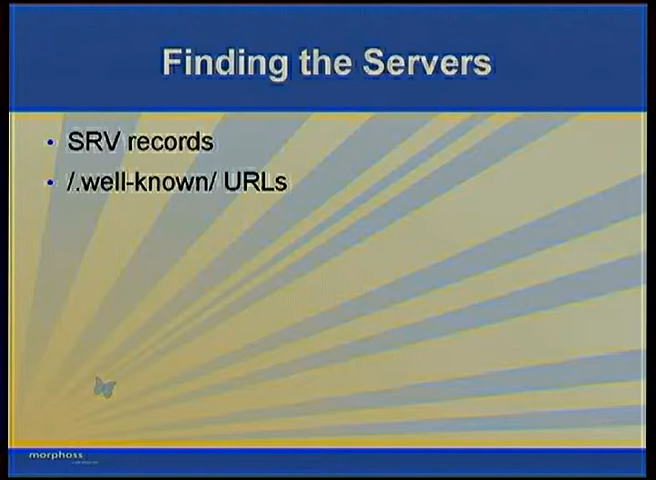 Finding the Servers
• SRV records
• /.well-known/ URLs
morphoss